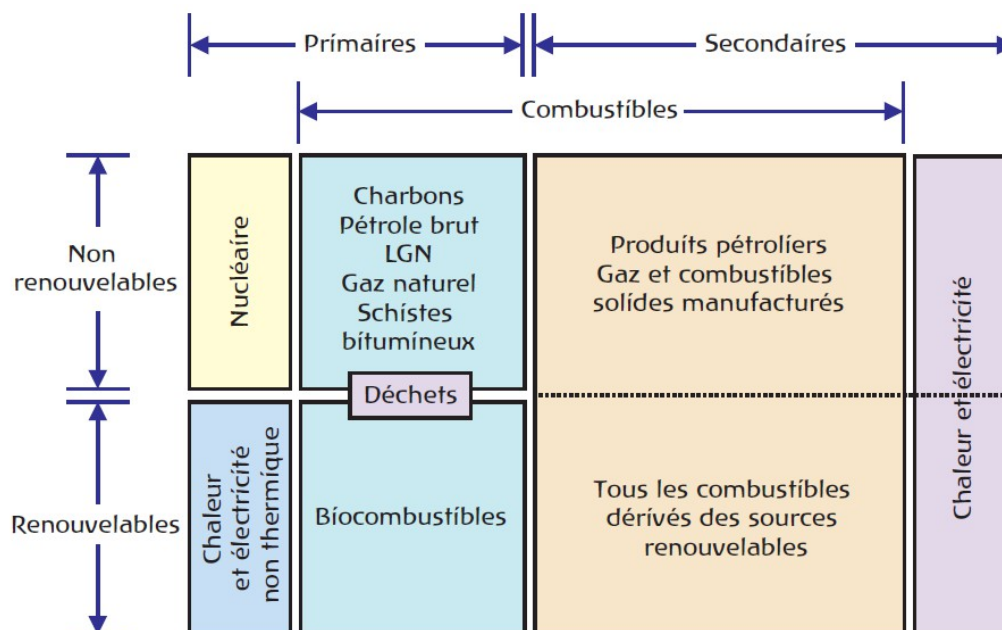 Primaires
Secondaires
Combustibles
Non
renouvelables
Nucléaire
Charbons
Pétrole brut
LGN
Gaz naturel
Schistes
bitumineux
Produits pétroliers
Gaz et combustibles
solides manufacturés
Chaleur et électricité
Déchets
Renouvelables
Chaleur
et électricité
non thermique
Biocombustibles
Tous les combustibles
dérivés des sources
renouvelables